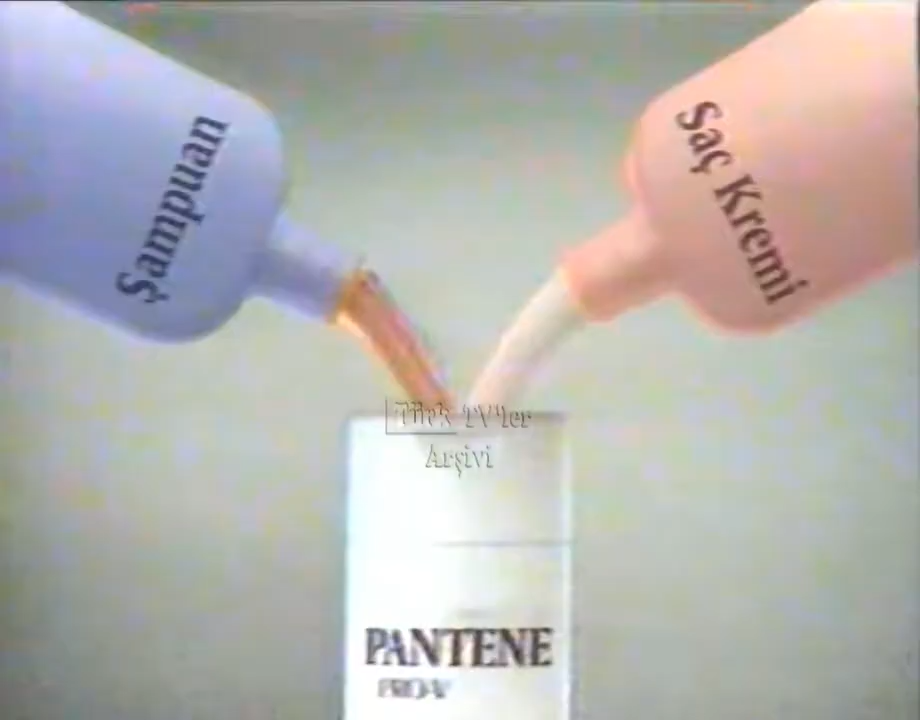 Şampuan
Saç Kremi
Türk TV'ler
Arşivi
PANTENE
PRO-V